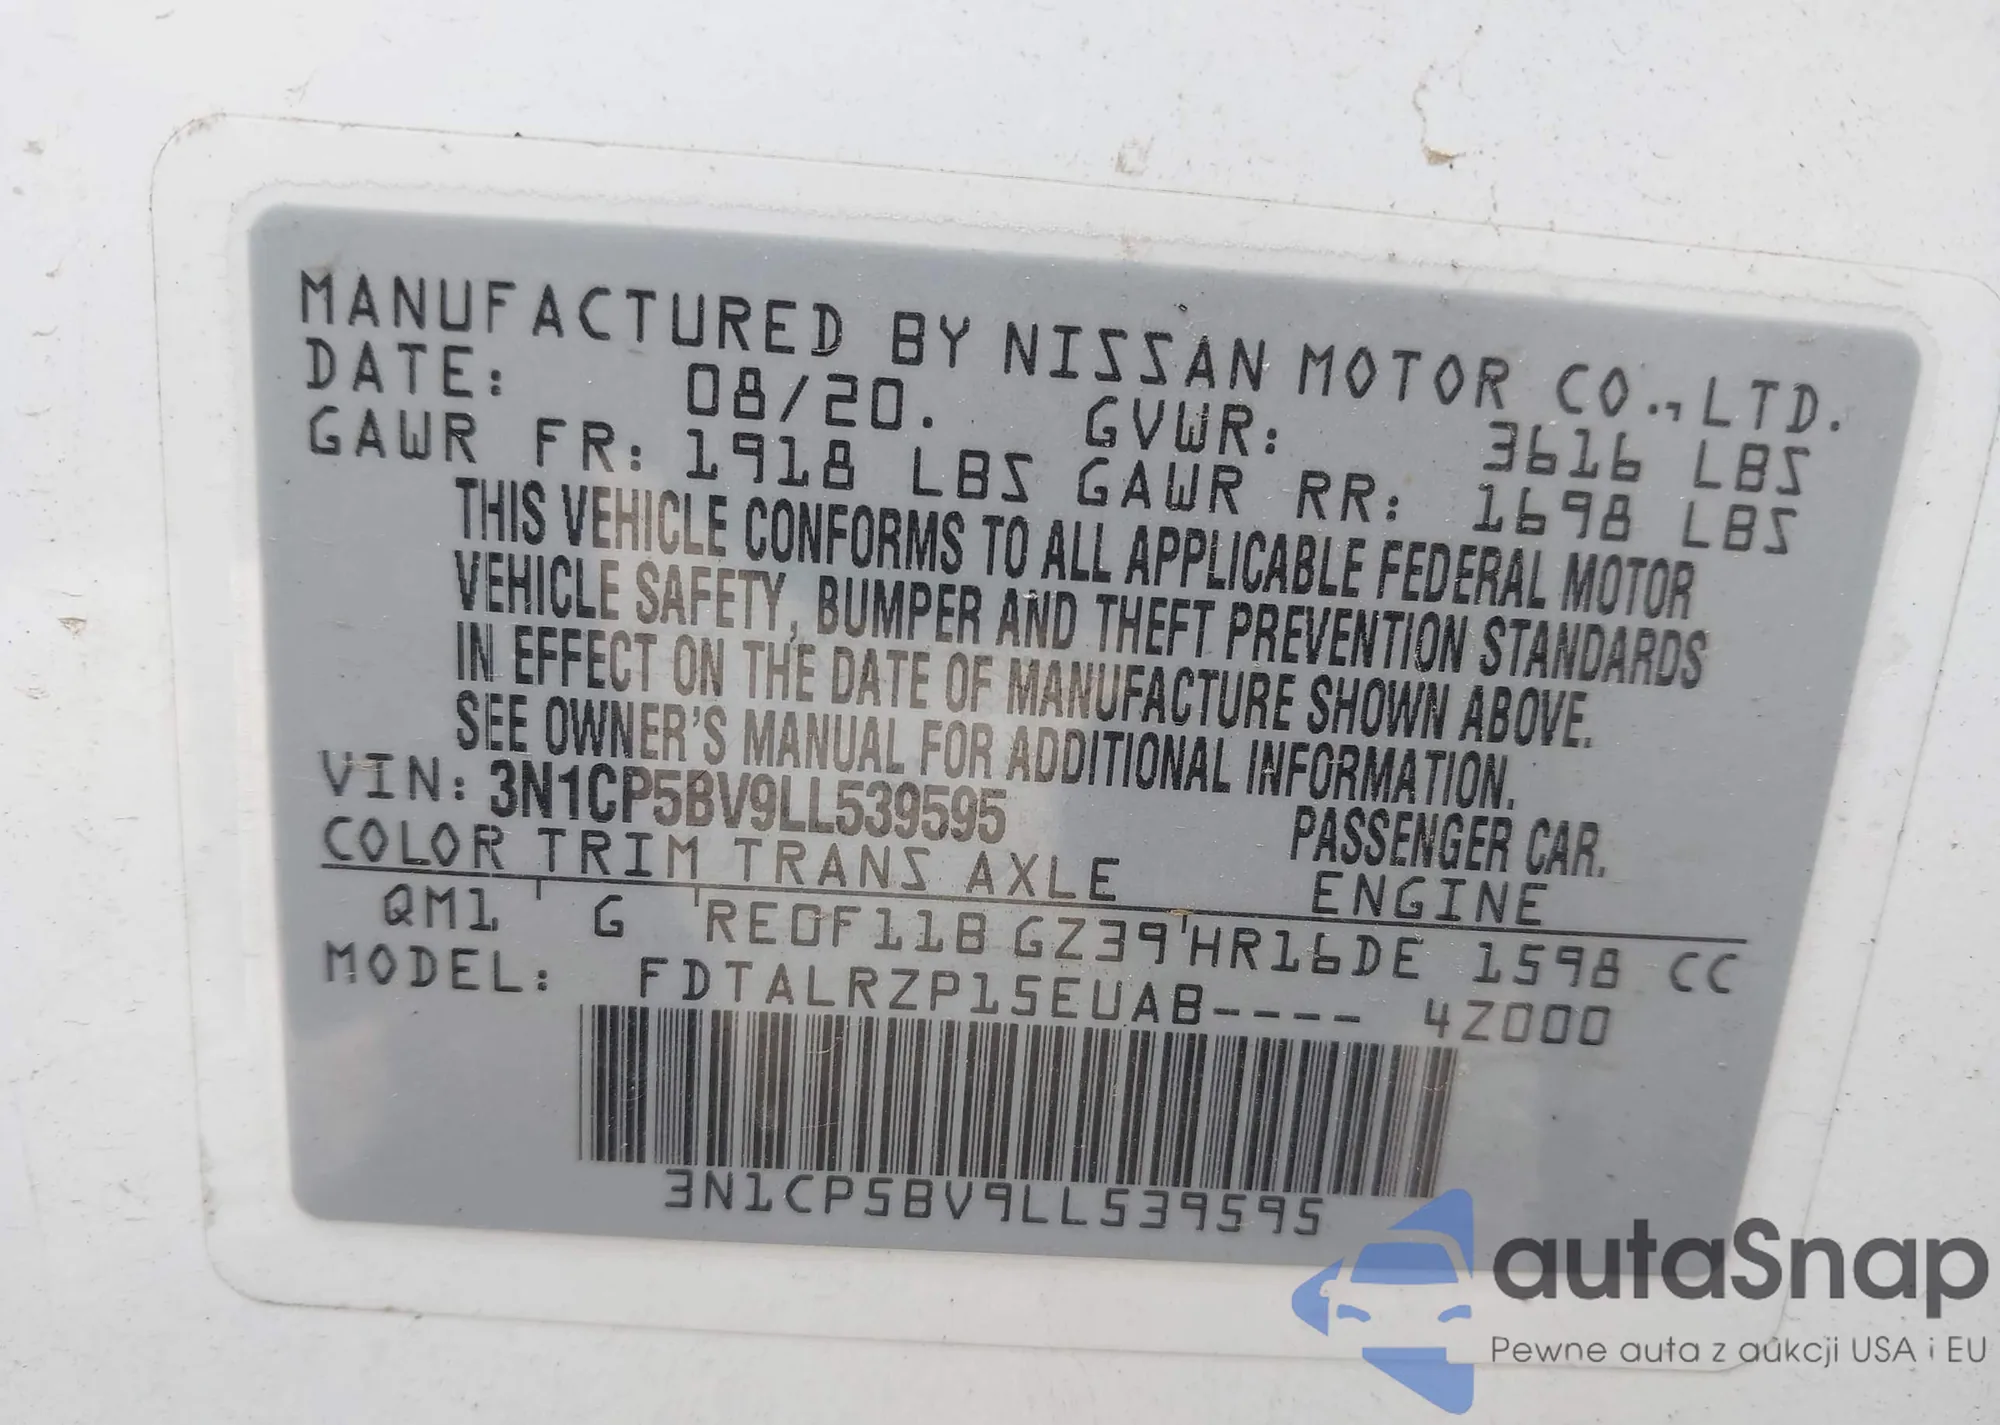 MANUFACTURED BY NISSAN MOTOR CO.,LTD.
DATE: 08/20. GVWR: 3616 LBS
GAWR FR: 1918 LBS GAWR RR: 1698 LBS
THIS VEHICLE CONFORMS TO ALL APPLICABLE FEDERAL MOTOR
VEHICLE SAFETY, BUMPER AND THEFT PREVENTION STANDARDS
IN EFFECT ON THE DATE OF MANUFACTURE SHOWN ABOVE.
SEE OWNER'S MANUAL FOR ADDITIONAL INFORMATION.
VIN: 3N1CP5BV9LL539595 PASSENGER CAR.
COLOR TRIM TRANS AXLE ENGINE
QM1 G RE0F11B GZ39 HR16DE 1598 CC
MODEL: FDTALRZP15EUAB---- 4Z000
3N1CP5BV9LL539595
autaSnap
Pewne auta z aukcji USA i EU